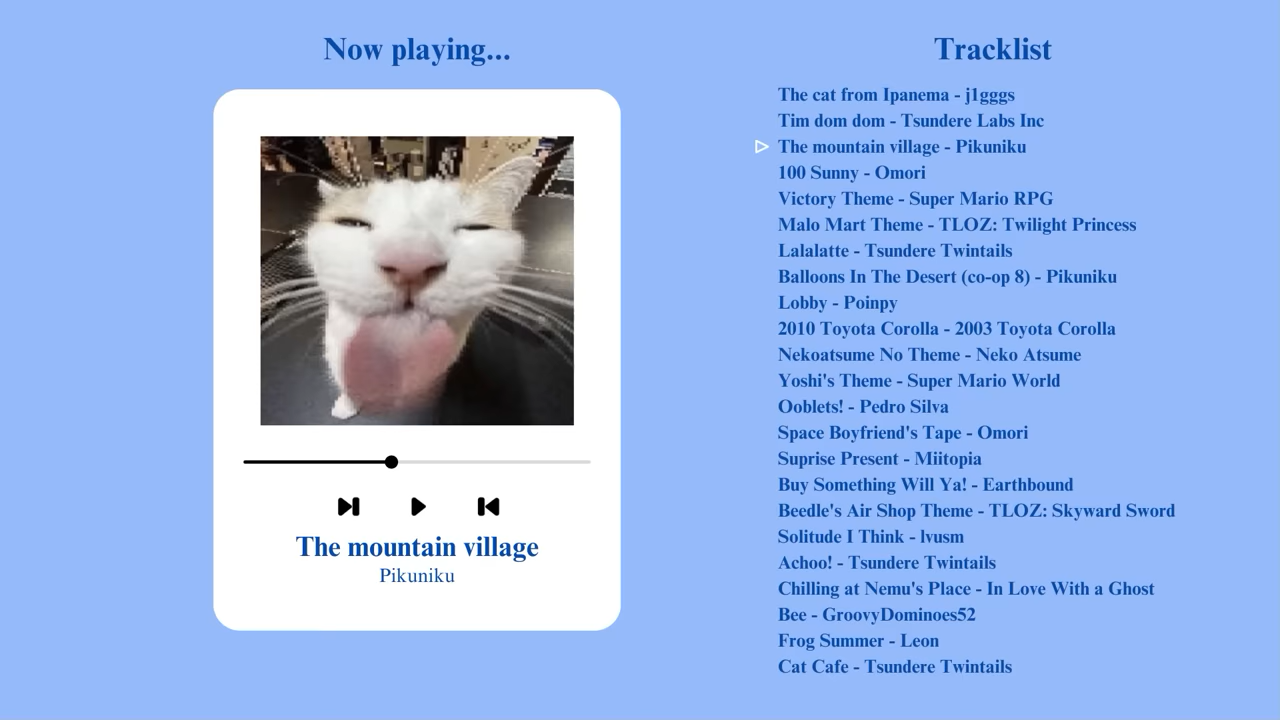 Now playing...
The mountain village
Pikuniku
Tracklist
The cat from Ipanema - j1gggs
Tim dom dom - Tsundere Labs Inc
The mountain village - Pikuniku
100 Sunny - Omori
Victory Theme - Super Mario RPG
Malo Mart Theme - TLOZ: Twilight Princess
Lalalatte - Tsundere Twintails
Balloons In The Desert (co-op 8) - Pikuniku
Lobby - Poinpy
2010 Toyota Corolla - 2003 Toyota Corolla
Nekoatsume No Theme - Neko Atsume
Yoshi's Theme - Super Mario World
Ooblets! - Pedro Silva
Space Boyfriend's Tape - Omori
Suprise Present - Miitopia
Buy Something Will Ya! - Earthbound
Beedle's Air Shop Theme - TLOZ: Skyward Sword
Solitude I Think - lvusm
Achoo! - Tsundere Twintails
Chilling at Nemu's Place - In Love With a Ghost
Bee - GroovyDominoes52
Frog Summer - Leon
Cat Cafe - Tsundere Twintails